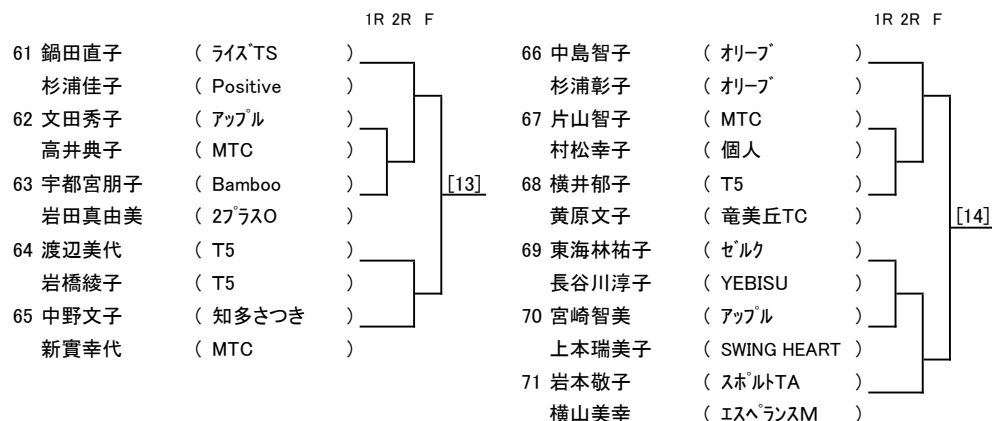 1R 2R F
61 鍋田直子 ( ﾗｲｽﾞTS )
杉浦佳子 ( Positive )
62 文田秀子 ( ｱｯﾌﾟﾙ )
高井典子 ( MTC )
63 宇都宮朋子 ( Bamboo )
[13]
岩田真由美 ( 2ﾌﾟﾗｽO )
64 渡辺美代 ( T5 )
岩橋綾子 ( T5 )
65 中野文子 ( 知多さつき )
新實幸代 ( MTC )
1R 2R F
66 中島智子 ( ｵﾘｰﾌﾞ )
杉浦彰子 ( ｵﾘｰﾌﾞ )
67 片山智子 ( MTC )
村松幸子 ( 個人 )
68 横井郁子 ( T5 )
黄原文子 ( 竜美丘TC )
[14]
69 東海林祐子 ( ｾﾞﾙｸ )
長谷川淳子 ( YEBISU )
70 宮崎智美 ( ｱｯﾌﾟﾙ )
上本瑞美子 ( SWING HEART )
71 岩本敬子 ( ｽﾎﾟﾙﾄTA )
横山美幸 ( ｴｽﾍﾟﾗﾝｽM )